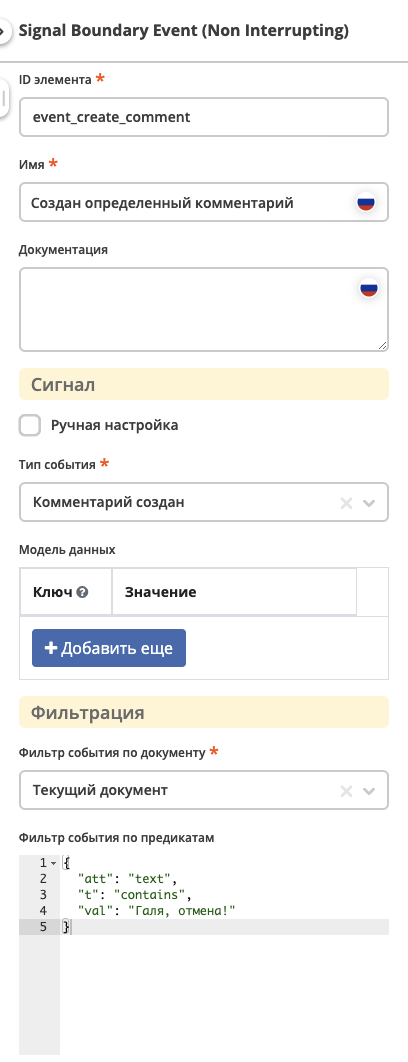 Signal Boundary Event (Non Interrupting)
ID элемента *
event_create_comment
Имя *
Создан определенный комментарий
Документация
Сигнал
Ручная настройка
Тип события *
Комментарий создан
Модель данных
Ключ ? Значение
+ Добавить еще
Фильтрация
Фильтр события по документу *
Текущий документ
Фильтр события по предикатам
1 {
2 "att": "text",
3 "t": "contains",
4 "val": "Галя, отмена!"
5 }